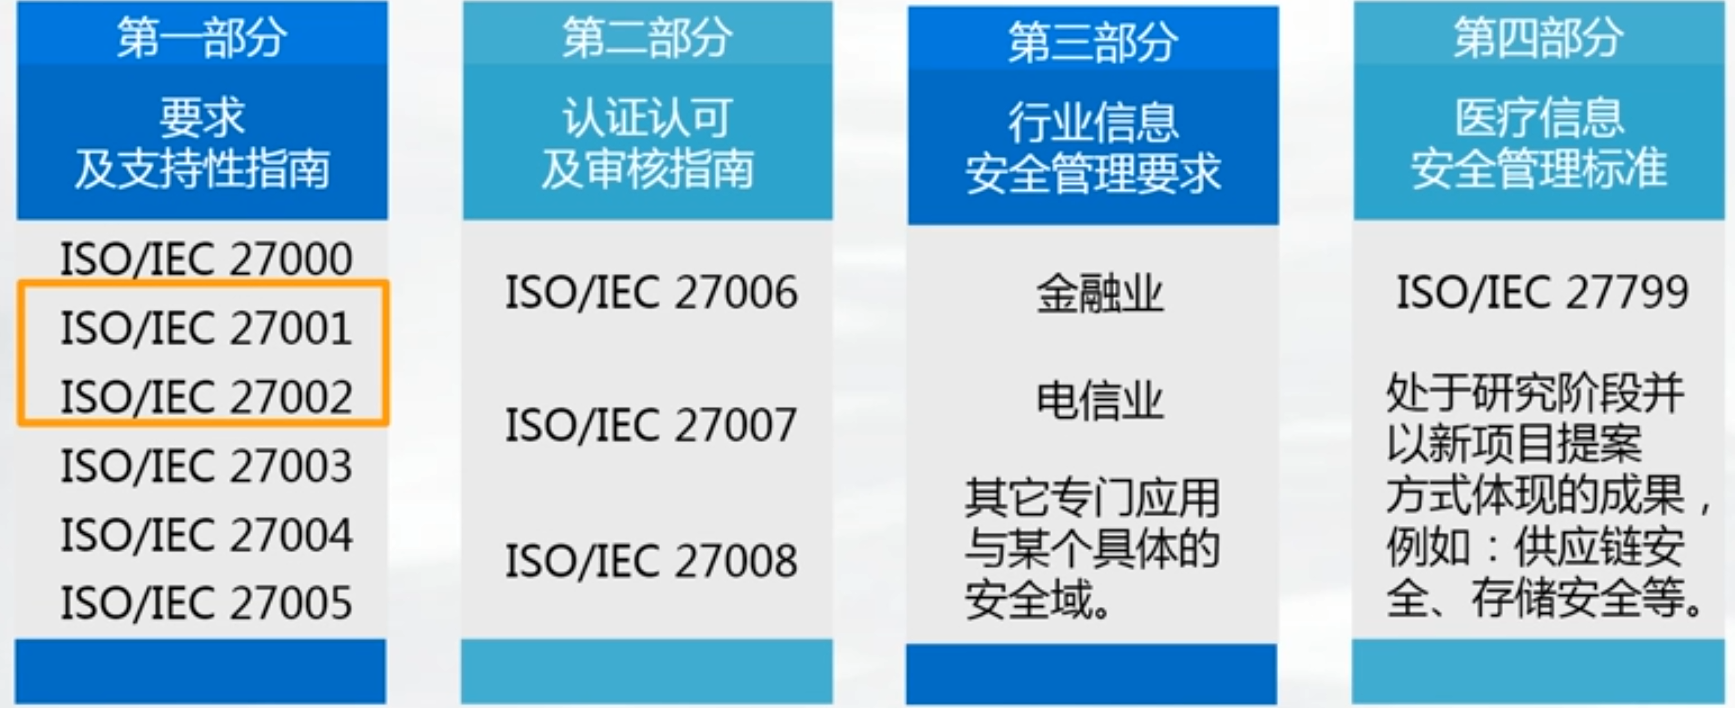 第一部分
要求
及支持性指南
ISO/IEC 27000
ISO/IEC 27001
ISO/IEC 27002
ISO/IEC 27003
ISO/IEC 27004
ISO/IEC 27005
第二部分
认证认可
及审核指南
ISO/IEC 27006
ISO/IEC 27007
ISO/IEC 27008
第三部分
行业信息
安全管理要求
金融业
电信业
其它专门应用
与某个具体的
安全域。
第四部分
医疗信息
安全管理标准
ISO/IEC 27799
处于研究阶段并
以新项目提案
方式体现的成果，
例如：供应链安
全、存储安全等。